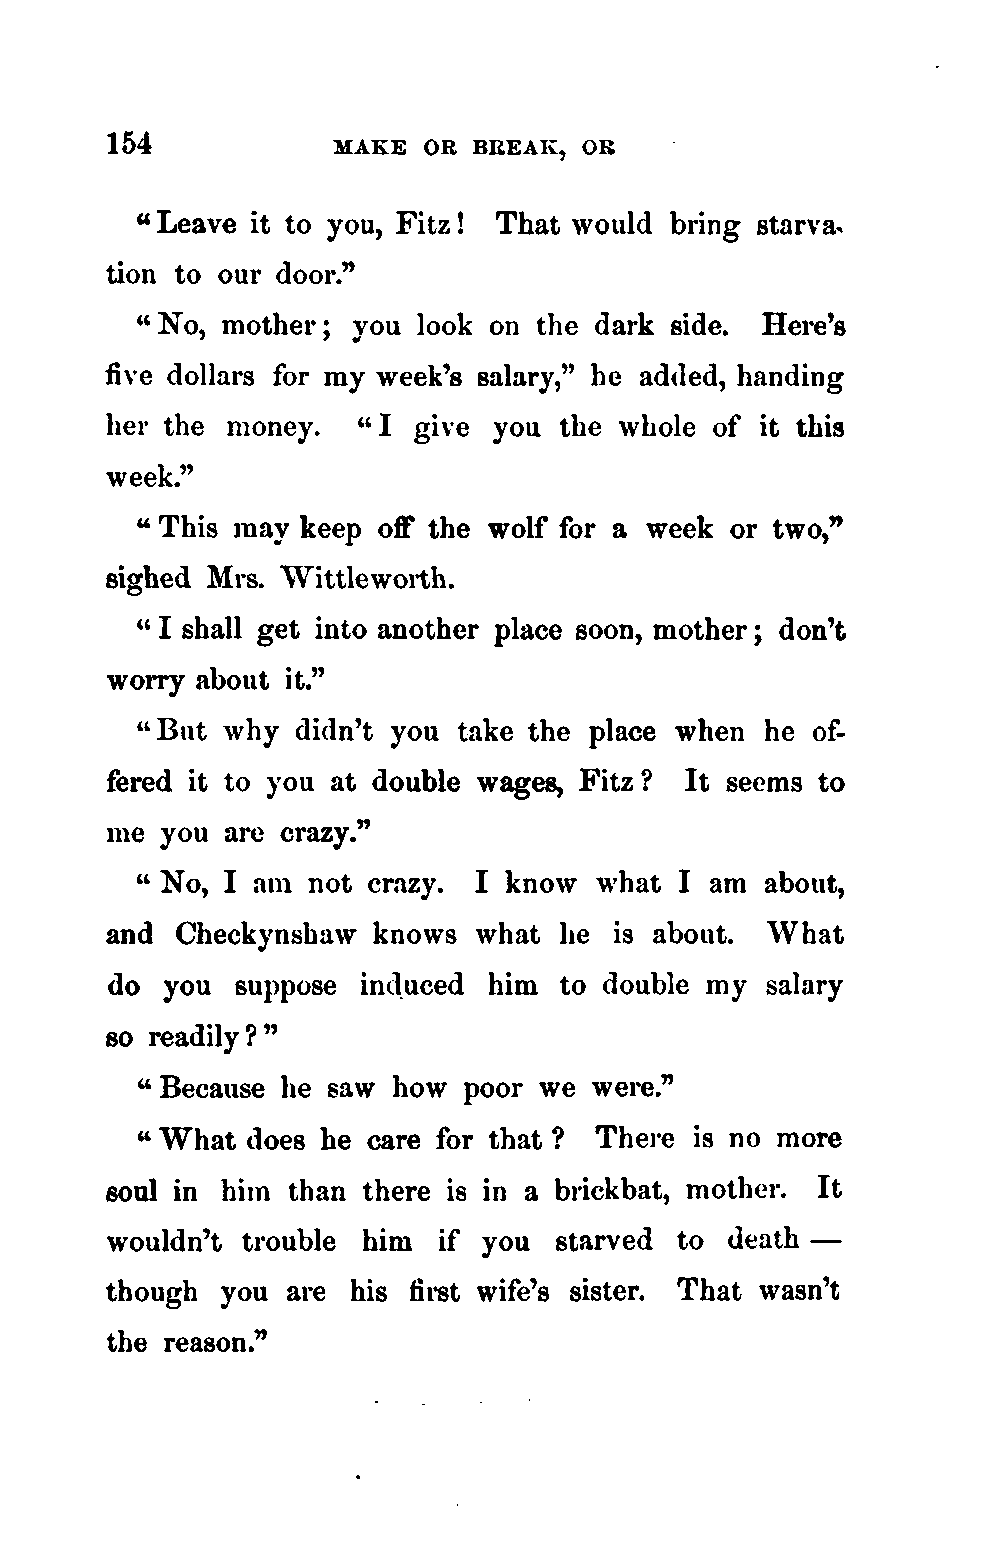 154 MAKE OR BREAK, OR
“Leave it to you, Fitz! That would bring starva-
tion to our door.”
“No, mother; you look on the dark side. Here’s
five dollars for my week’s salary,” he added, handing
her the money. “I give you the whole of it this
week.”
“This may keep off the wolf for a week or two,”
sighed Mrs. Wittleworth.
“I shall get into another place soon, mother; don’t
worry about it.”
“But why didn’t you take the place when he of-
fered it to you at double wages, Fitz? It seems to
me you are crazy.”
“No, I am not crazy. I know what I am about,
and Checkynshaw knows what he is about. What
do you suppose induced him to double my salary
so readily?”
“Because he saw how poor we were.”
“What does he care for that? There is no more
soul in him than there is in a brickbat, mother. It
wouldn’t trouble him if you starved to death —
though you are his first wife’s sister. That wasn’t
the reason.”